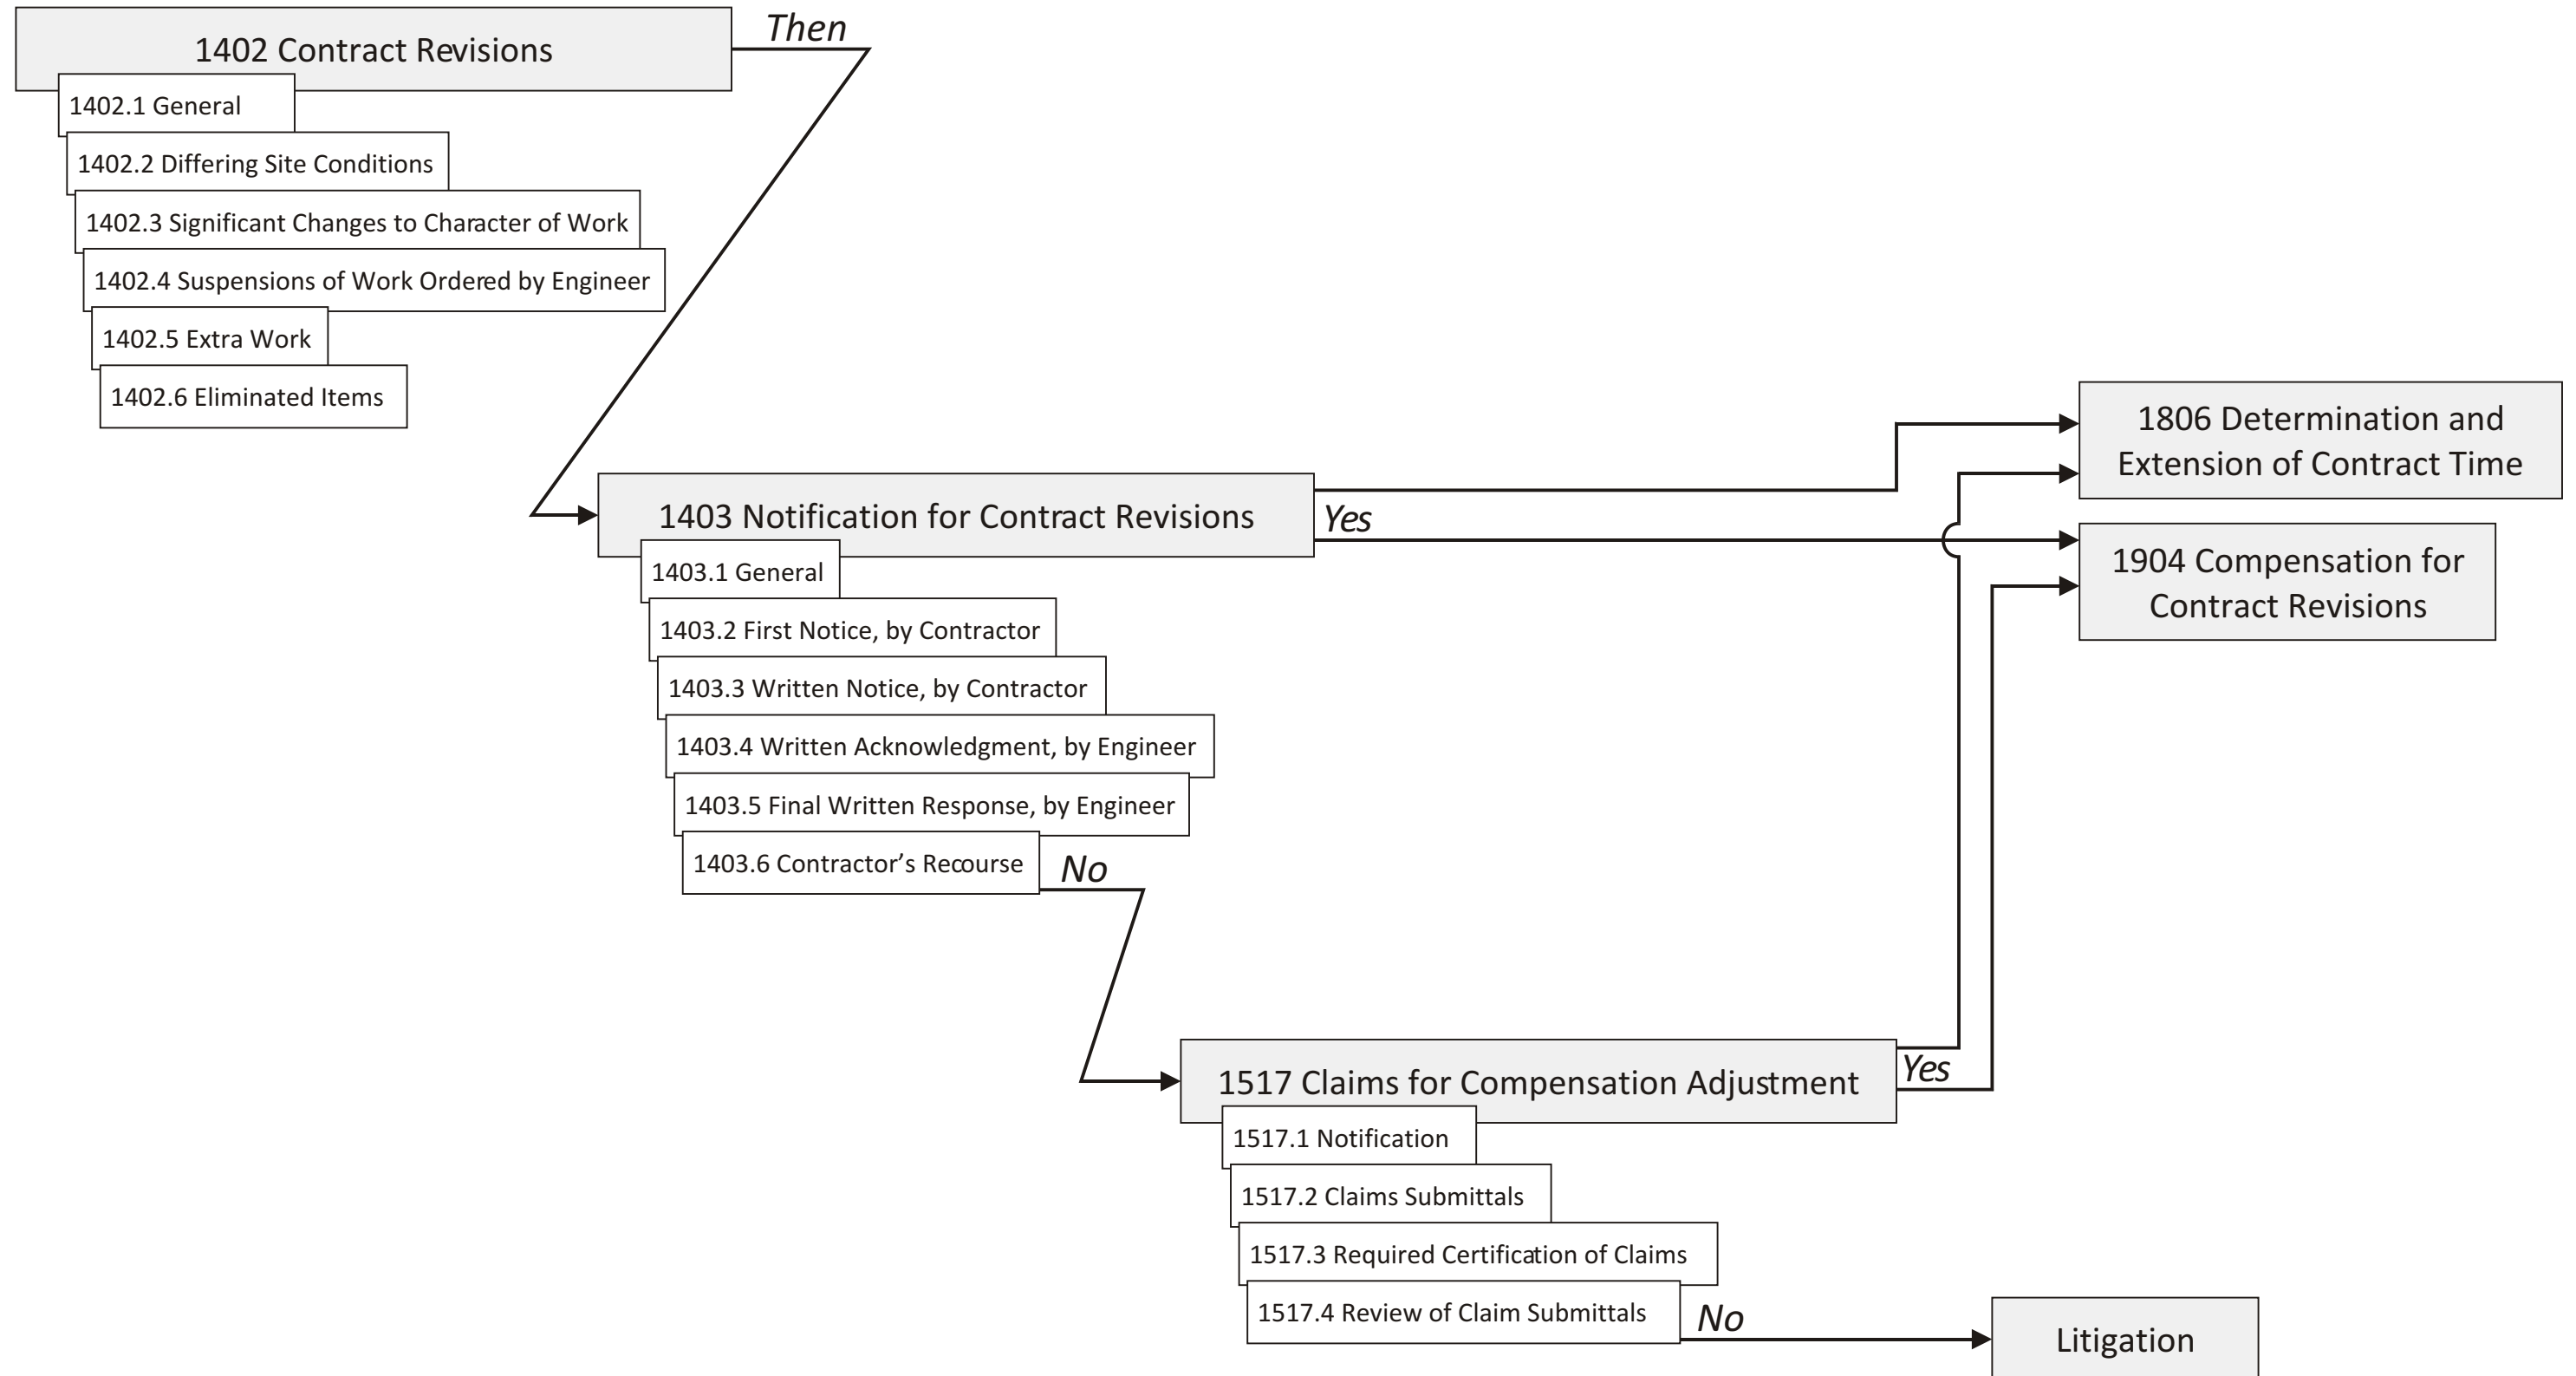 1402 Contract Revisions
Then
1402.1 General
1402.2 Differing Site Conditions
1402.3 Significant Changes to Character of Work
1402.4 Suspensions of Work Ordered by Engineer
1402.5 Extra Work
1402.6 Eliminated Items
1403 Notification for Contract Revisions
Yes
1403.1 General
1403.2 First Notice, by Contractor
1403.3 Written Notice, by Contractor
1403.4 Written Acknowledgment, by Engineer
1403.5 Final Written Response, by Engineer
1403.6 Contractor’s Recourse
No
1806 Determination and
Extension of Contract Time
1904 Compensation for
Contract Revisions
1517 Claims for Compensation Adjustment
Yes
1517.1 Notification
1517.2 Claims Submittals
1517.3 Required Certification of Claims
1517.4 Review of Claim Submittals
No
Litigation